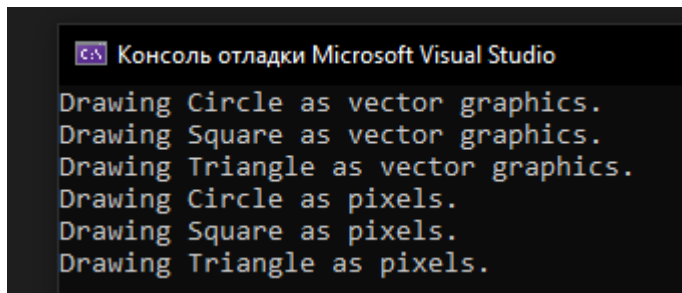 C:\ Консоль отладки Microsoft Visual Studio
Drawing Circle as vector graphics.
Drawing Square as vector graphics.
Drawing Triangle as vector graphics.
Drawing Circle as pixels.
Drawing Square as pixels.
Drawing Triangle as pixels.